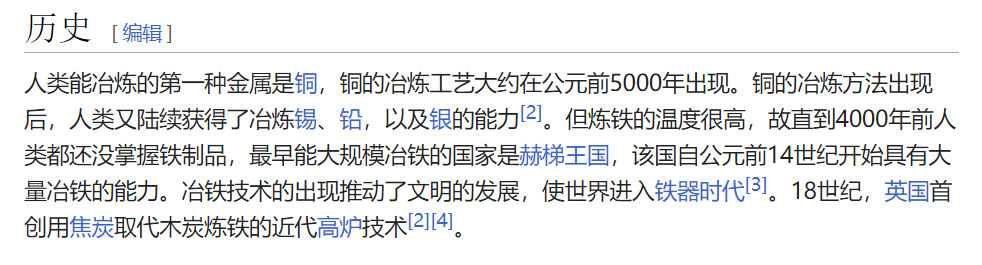 历史 [编辑]
人类能冶炼的第一种金属是铜，铜的冶炼工艺大约在公元前5000年出现。铜的冶炼方法出现
后，人类又陆续获得了冶炼锡、铅，以及银的能力[2]。但炼铁的温度很高，故直到4000年前人
类都还没掌握铁制品，最早能大规模冶铁的国家是赫梯王国，该国自公元前14世纪开始具有大
量冶铁的能力。冶铁技术的出现推动了文明的发展，使世界进入铁器时代[3]。18世纪，英国首
创用焦炭取代木炭炼铁的近代高炉技术[2][4]。